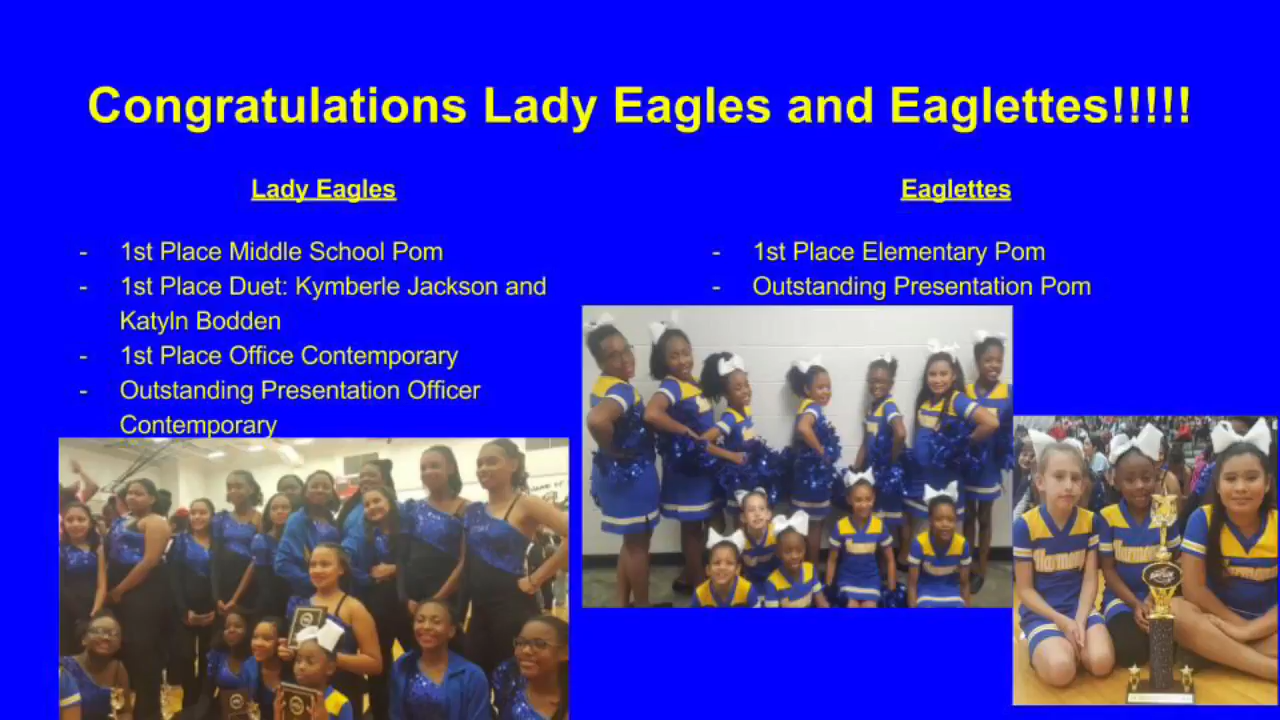 Congratulations Lady Eagles and Eaglettes!!!!!
Lady Eagles
- 1st Place Middle School Pom
- 1st Place Duet: Kymberle Jackson and
Katyln Bodden
- 1st Place Office Contemporary
- Outstanding Presentation Officer
Contemporary
Eaglettes
- 1st Place Elementary Pom
- Outstanding Presentation Pom